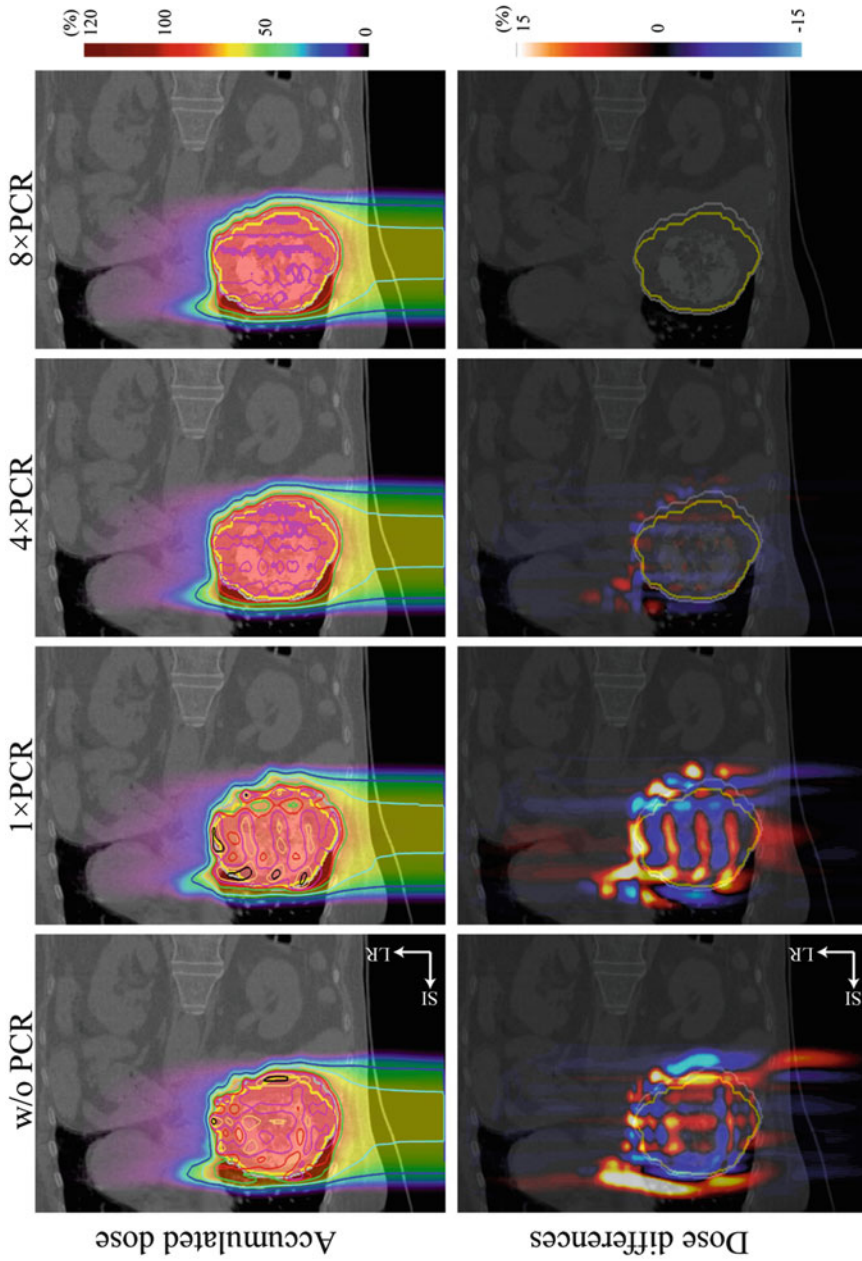 w/o PCR
1×PCR
4×PCR
8×PCR
(%)
120
100
50
0
Accumulated dose
SI
LR
(%)
15
0
-15
Dose differences
SI
LR